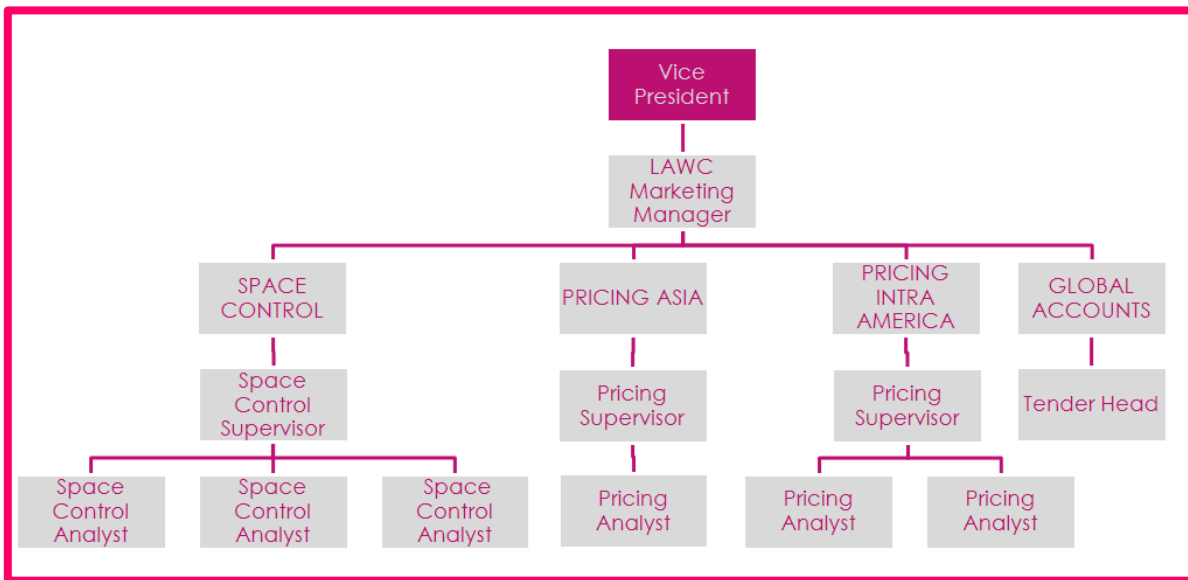 Vice
President
LAWC
Marketing
Manager
SPACE
CONTROL
PRICING ASIA
PRICING
INTRA
AMERICA
GLOBAL
ACCOUNTS
Space
Control
Supervisor
Pricing
Supervisor
Pricing
Supervisor
Tender Head
Space
Control
Analyst
Space
Control
Analyst
Space
Control
Analyst
Pricing
Analyst
Pricing
Analyst
Pricing
Analyst